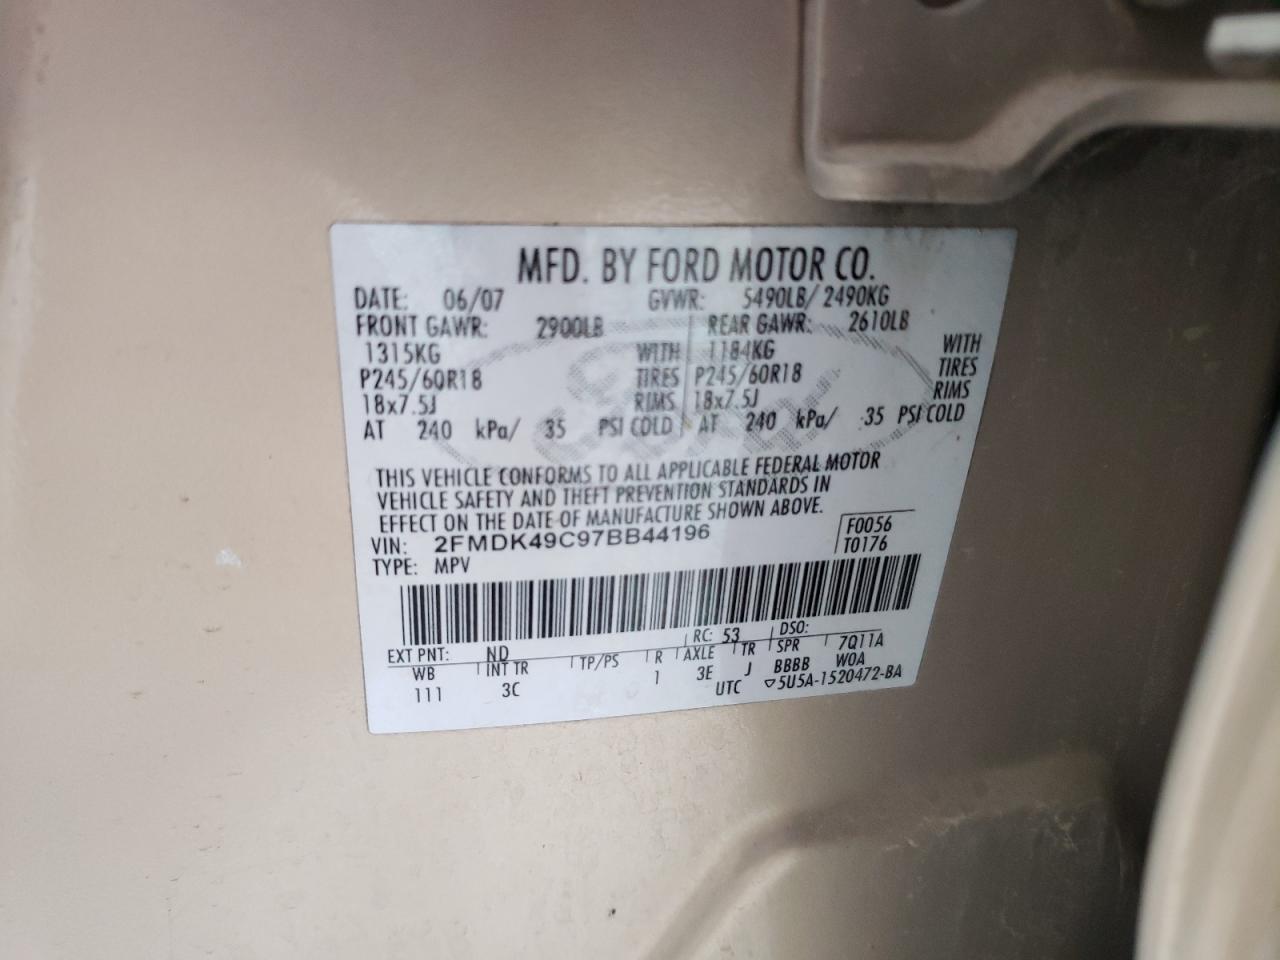 MFD. BY FORD MOTOR CO.
DATE: 06/07 GVWR: 5490LB/ 2490KG
FRONT GAWR: 2900LB REAR GAWR: 2610LB
1315KG WITH 1184KG WITH
P245/60R18 TIRES P245/60R18 TIRES
18x7.5J RIMS 18x7.5J RIMS
AT 240 kPa/ 35 PSI COLD AT 240 kPa/ 35 PSI COLD
THIS VEHICLE CONFORMS TO ALL APPLICABLE FEDERAL MOTOR
VEHICLE SAFETY AND THEFT PREVENTION STANDARDS IN
EFFECT ON THE DATE OF MANUFACTURE SHOWN ABOVE.
VIN: 2FMDK49C97BB44196 F0056
TYPE: MPV T0176
EXT PNT: ND RC: 53 DSO:
WB INT TR TP/PS R AXLE TR SPR 7Q11A
111 3C 1 3E J BBBB W0A
UTC ▽5U5A-1520472-BA